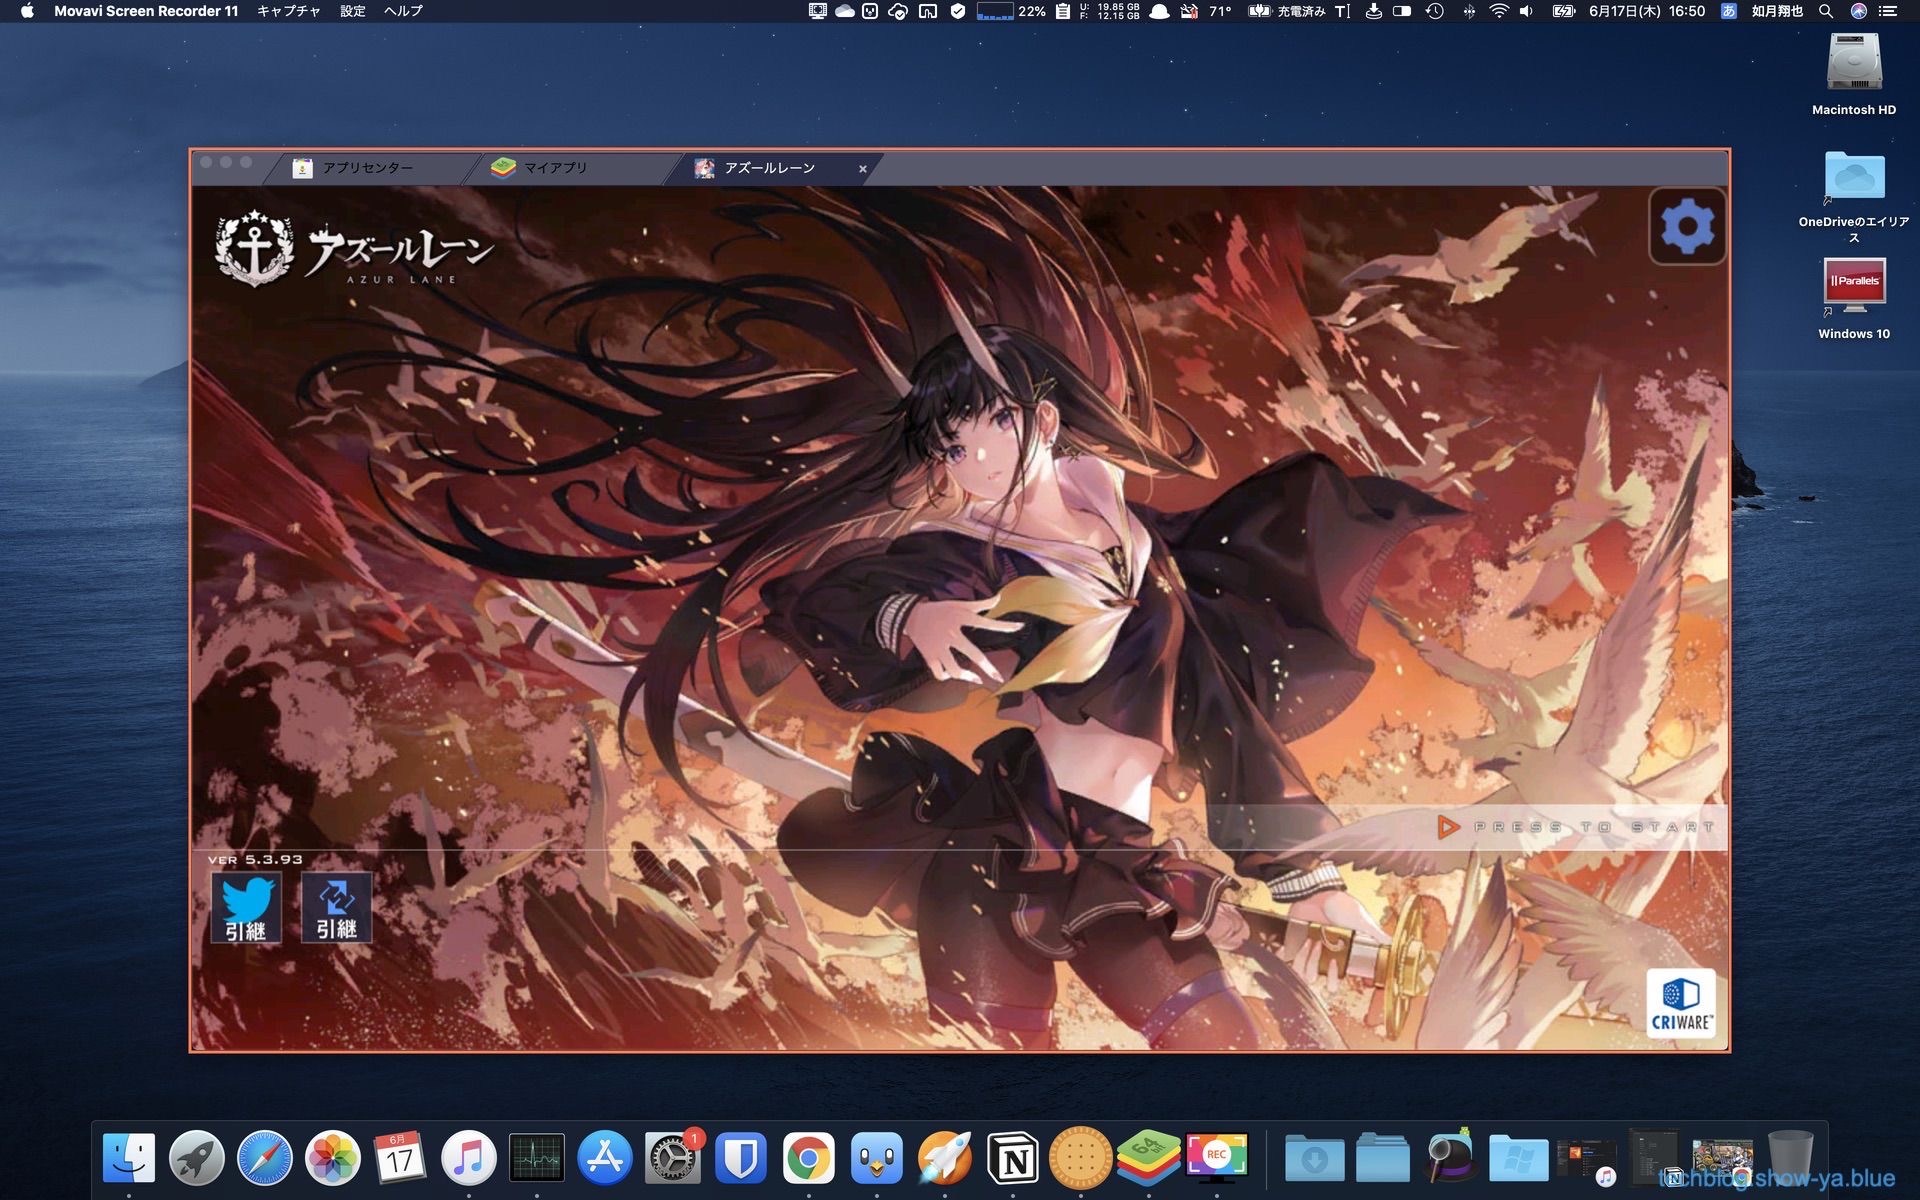 Movavi Screen Recorder 11 キャプチャ 設定 ヘルプ
22% U: 19.85 GB F: 12.15 GB 71° 充電済み 6月17日(木) 16:50 あ 如月翔也
Macintosh HD
OneDriveのエイリアス
Parallels
Windows 10
アプリセンター マイアプリ アズールレーン ×
アズールレーン
AZUR LANE
PRESS TO START
VER 5.3.93
引継 引継
CRIWARE™
6月
17
1
64
bit
REC
techblog.show-ya.blue